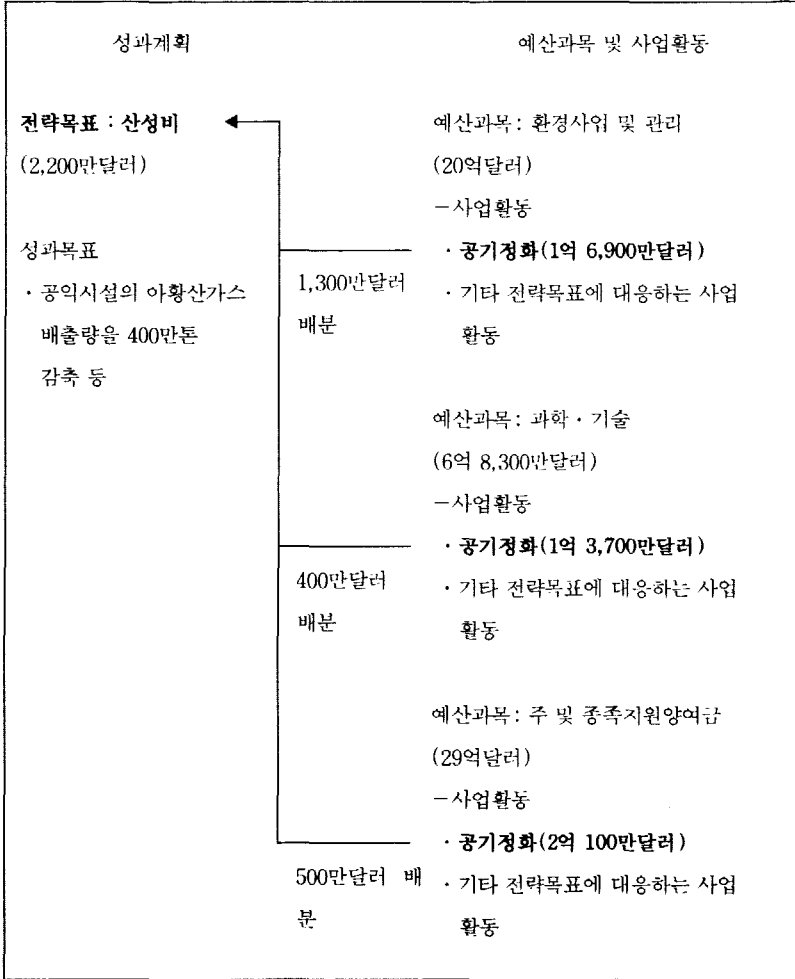 성과계획
전략목표 : 산성비
(2,200만달러)
성과목표
· 공익시설의 아황산가스
배출량을 400만톤
감축 등
1,300만달러
배분
400만달러
배분
500만달러 배
분
예산과목 및 사업활동
예산과목 : 환경사업 및 관리
(20억달러)
-사업활동
· 공기정화(1억 6,900만달러)
· 기타 전략목표에 대응하는 사업
활동
예산과목 : 과학 · 기술
(6억 8,300만달러)
-사업활동
· 공기정화(1억 3,700만달러)
· 기타 전략목표에 대응하는 사업
활동
예산과목 : 주 및 종족지원양여금
(29억달러)
-사업활동
· 공기정화(2억 100만달러)
· 기타 전략목표에 대응하는 사업
활동